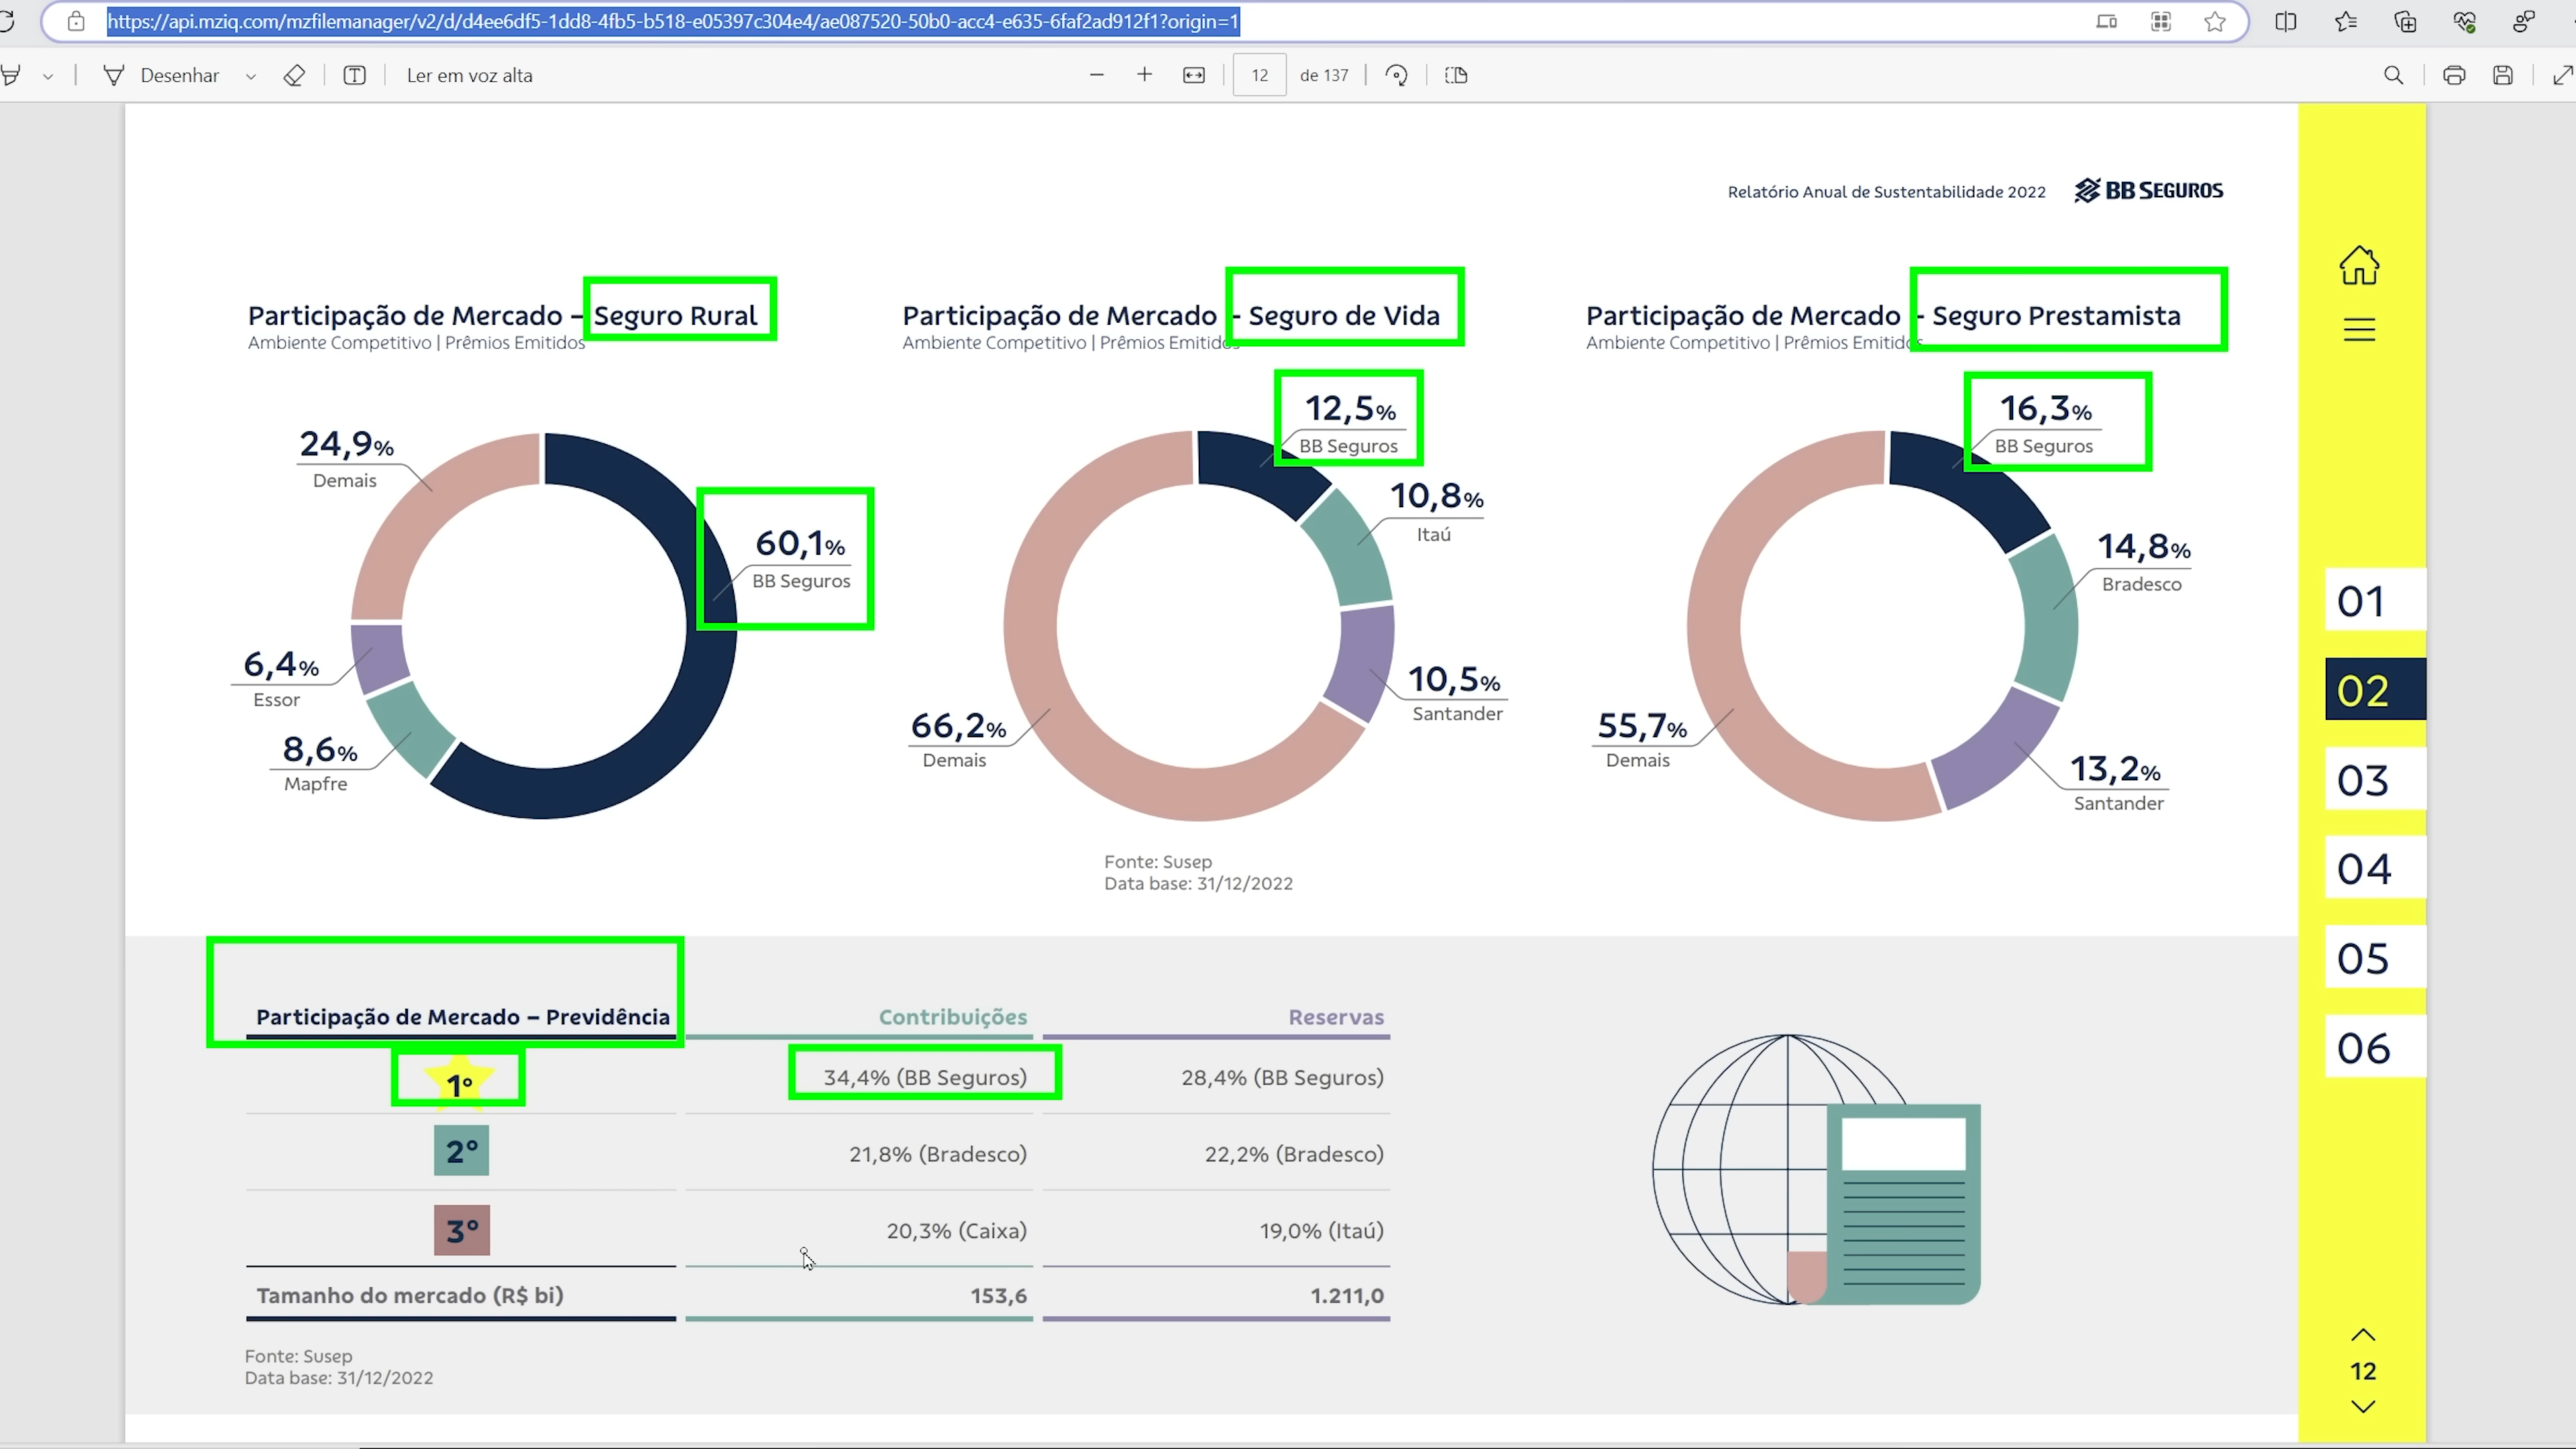 https://api.mziq.com/mzfilemanager/v2/d/d4ee6df5-1dd8-4fb5-b518-e05397c304e4/ae087520-50b0-acc4-e635-6faf2ad912f1?origin=1
Desenhar
Ler em voz alta
12 de 137
Relatório Anual de Sustentabilidade 2022
BB SEGUROS
Participação de Mercado – Seguro Rural
Ambiente Competitivo | Prêmios Emitidos
24,9%
Demais
60,1%
BB Seguros
6,4%
Essor
8,6%
Mapfre
Participação de Mercado - Seguro de Vida
Ambiente Competitivo | Prêmios Emitidos
12,5%
BB Seguros
10,8%
Itaú
10,5%
Santander
66,2%
Demais
Fonte: Susep
Data base: 31/12/2022
Participação de Mercado - Seguro Prestamista
Ambiente Competitivo | Prêmios Emitidos
16,3%
BB Seguros
14,8%
Bradesco
55,7%
Demais
13,2%
Santander
01
02
03
04
05
06
Participação de Mercado – Previdência Contribuições Reservas
1º 34,4% (BB Seguros) 28,4% (BB Seguros)
2º 21,8% (Bradesco) 22,2% (Bradesco)
3º 20,3% (Caixa) 19,0% (Itaú)
Tamanho do mercado (R$ bi) 153,6 1.211,0
Fonte: Susep
Data base: 31/12/2022
12